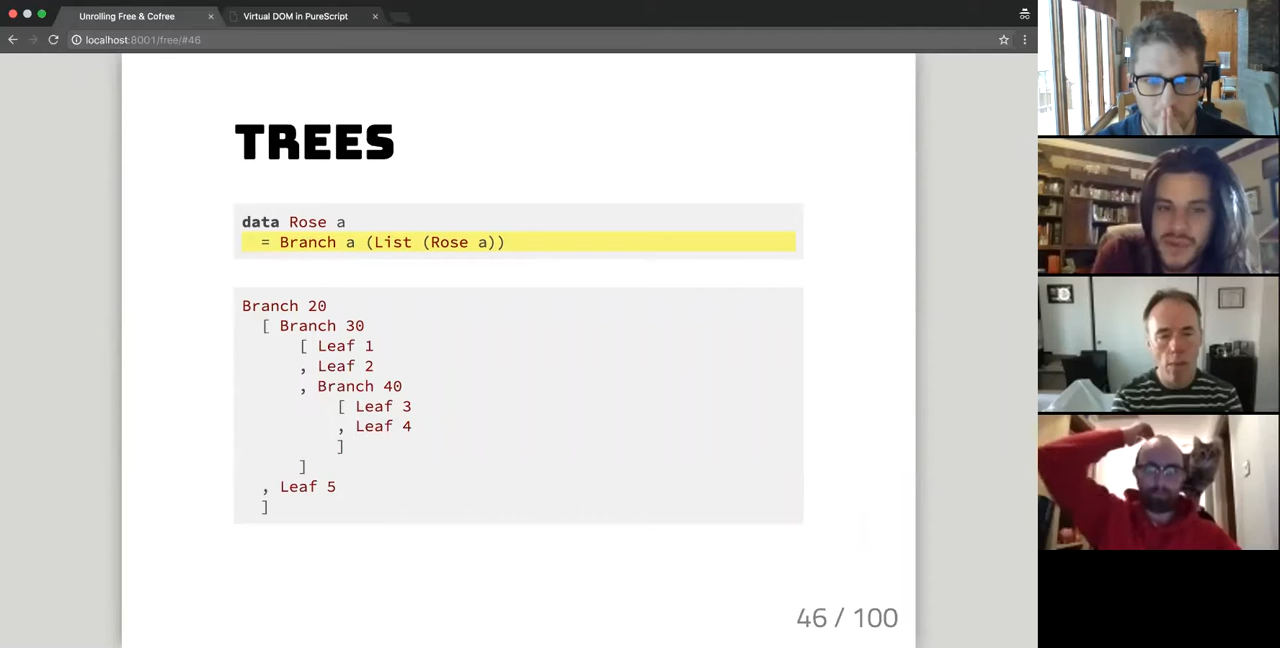 Unrolling Free & Cofree
Virtual DOM in PureScript
localhost:8001/free/#46
TREES
data Rose a
= Branch a (List (Rose a))
Branch 20
[ Branch 30
[ Leaf 1
, Leaf 2
, Branch 40
[ Leaf 3
, Leaf 4
]
]
, Leaf 5
]
46 / 100